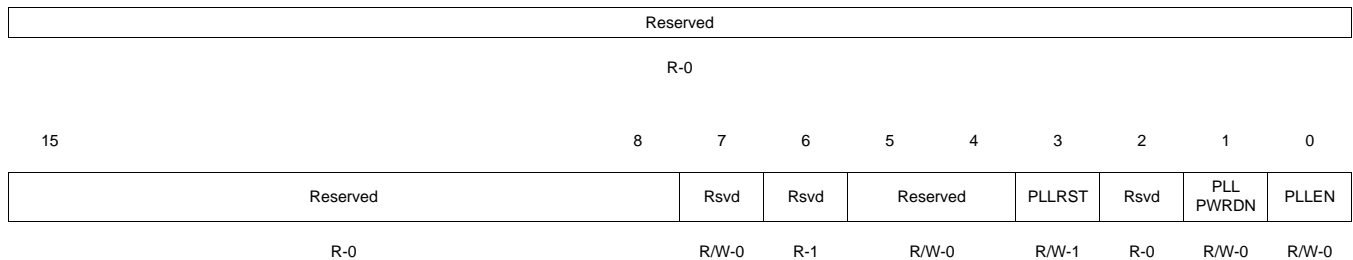 Reserved
R-0
15 8 7 6 5 4 3 2 1 0
Reserved Rsvd Rsvd Reserved PLLRST Rsvd PLL PWRDN PLLEN
R-0 R/W-0 R-1 R/W-0 R/W-1 R-0 R/W-0 R/W-0